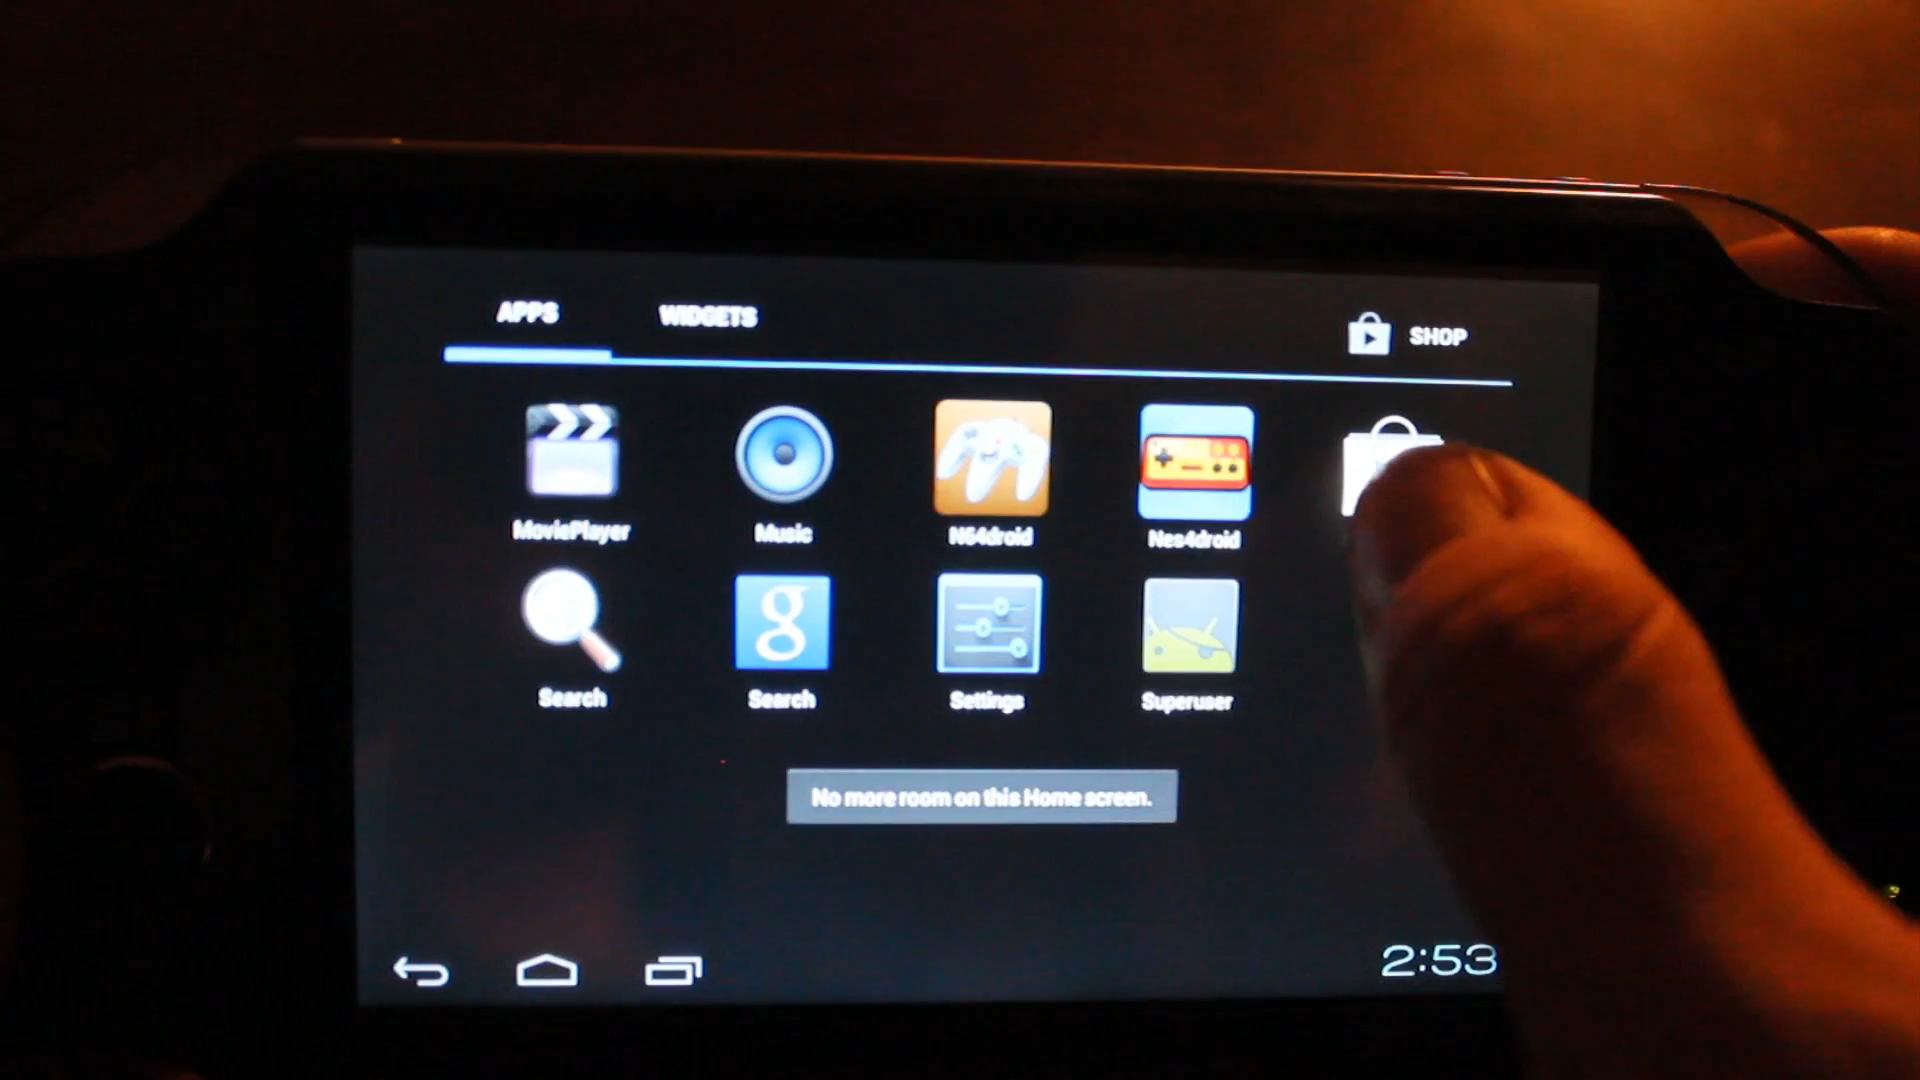 APPS WIDGETS SHOP
MoviePlayer Music N64droid Nes4droid
Search Search Settings Superuser
No more room on this Home screen.
2:53